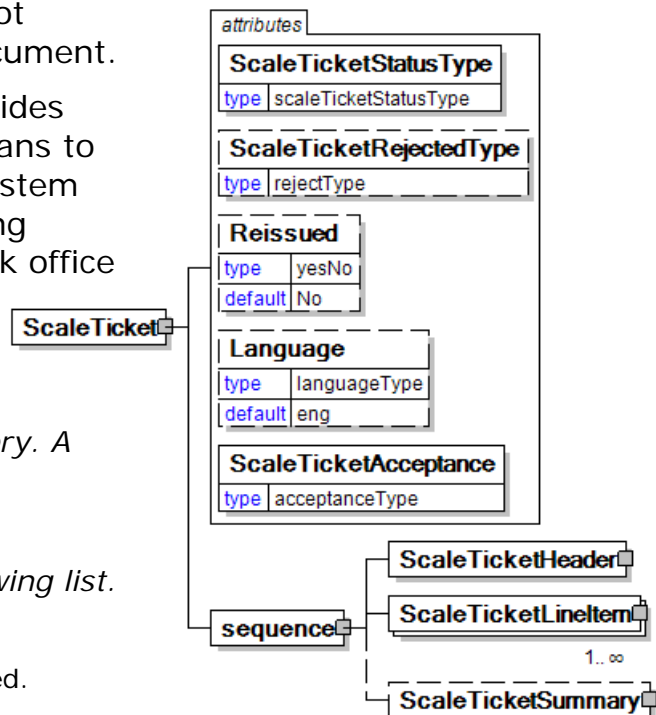 ot
cument.
ides
ans to
stem
ng
k office
ry. A
wing list.
ed.
attributes
ScaleTicketStatusType
type scaleTicketStatusType
ScaleTicketRejectedType
type rejectType
Reissued
type yesNo
default No
Language
type languageType
default eng
ScaleTicketAcceptance
type acceptanceType
ScaleTicket
sequence
ScaleTicketHeader
ScaleTicketLineItem
1.. ∞
ScaleTicketSummary